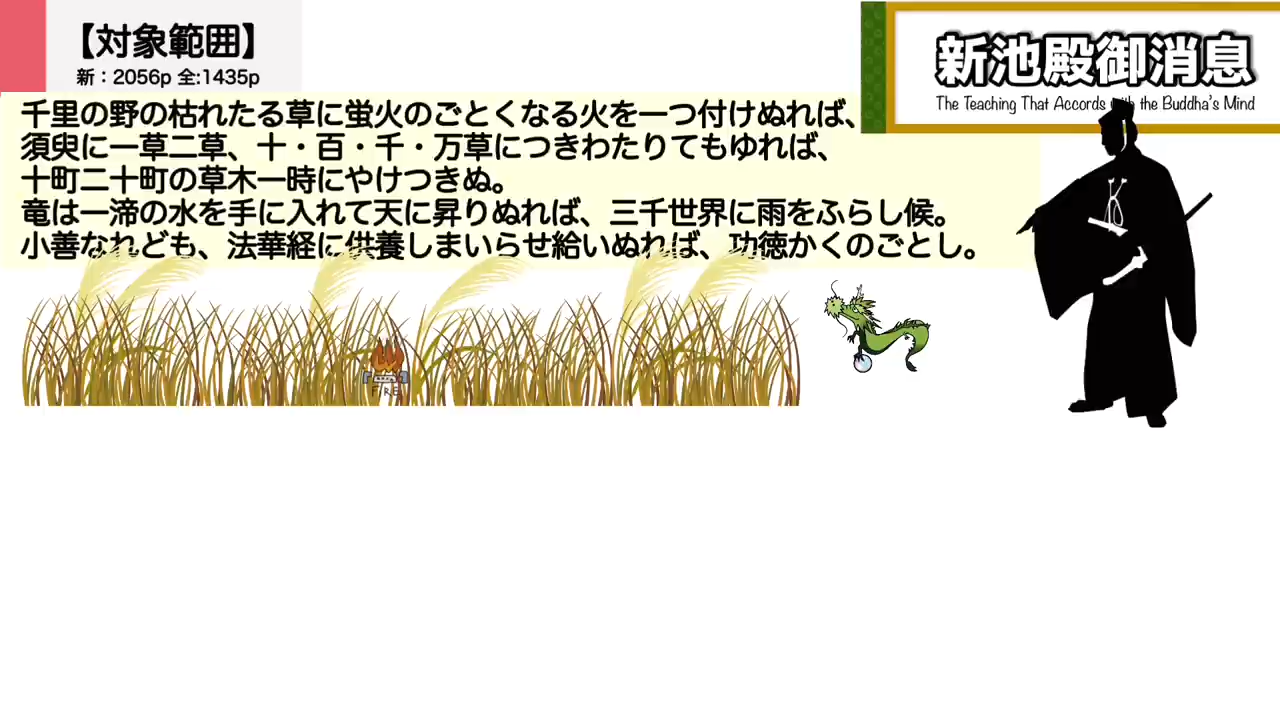 【対象範囲】
新：2056p 全:1435p
新池殿御消息
The Teaching That Accords with the Buddha's Mind
千里の野の枯れたる草に蛍火のごとくなる火を一つ付けぬれば、
須臾に一草二草、十・百・千・万草につきわたりてもゆれば、
十町二十町の草木一時にやけつきぬ。
竜は一渧の水を手に入れて天に昇りぬれば、三千世界に雨をふらし候。
小善なれども、法華経に供養しまいらせ給いぬれば、功徳かくのごとし。
FIRE